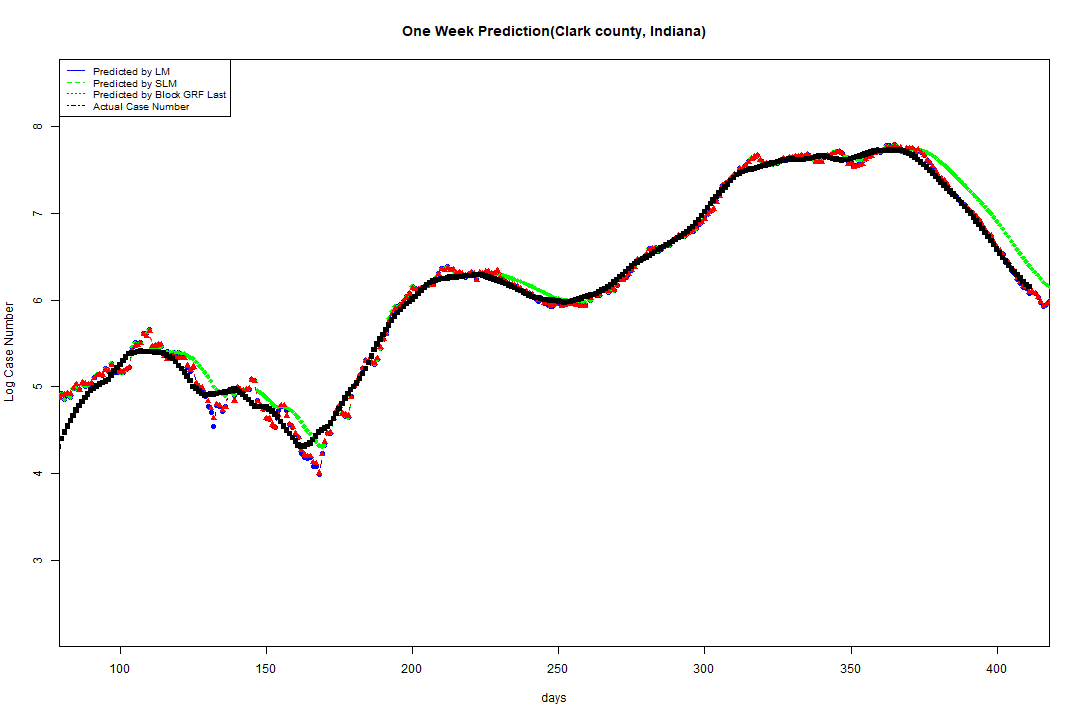 One Week Prediction(Clark county, Indiana)
Predicted by LM
Predicted by SLM
Predicted by Block GRF Last
Actual Case Number
8
7
6
5
4
3
Log Case Number
100 150 200 250 300 350 400
days